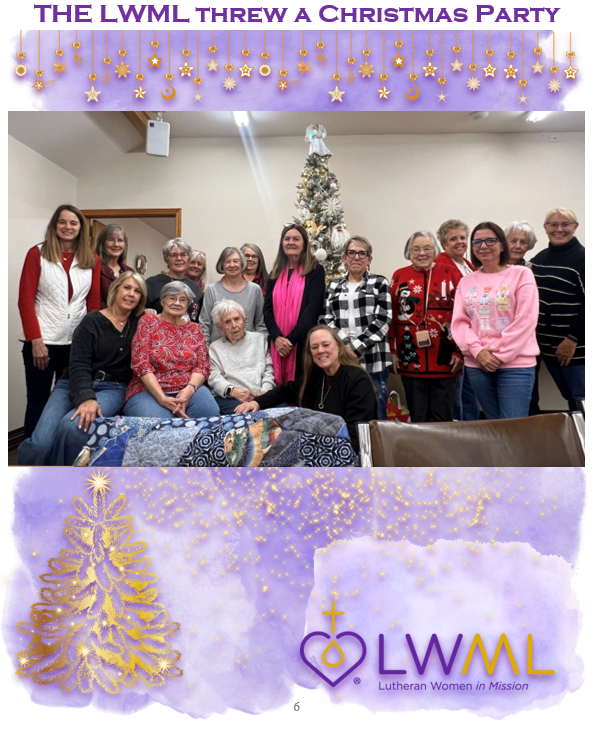 THE LWML THREW A CHRISTMAS PARTY
LWML
®
Lutheran Women in Mission
6